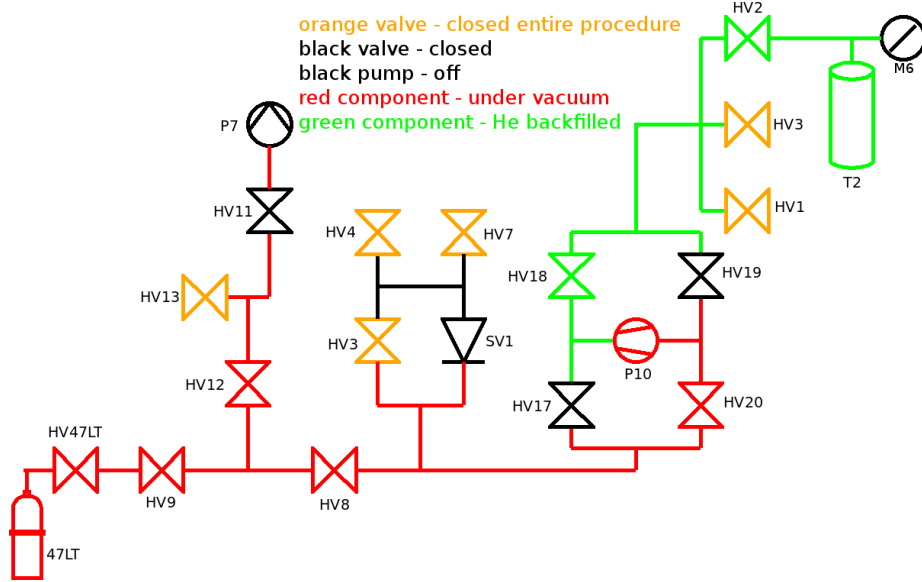 HV2
orange valve - closed entire procedure
black valve - closed
M6
black pump - off
red component - under vacuum
P7
green component - He backfilled
HV3
T2
HV11
HV4
HV7
HV1
HV18
HV19
HV13
HV3
SV1
P10
HV12
HV17
HV20
HV47LT
HV9
HV8
47LT